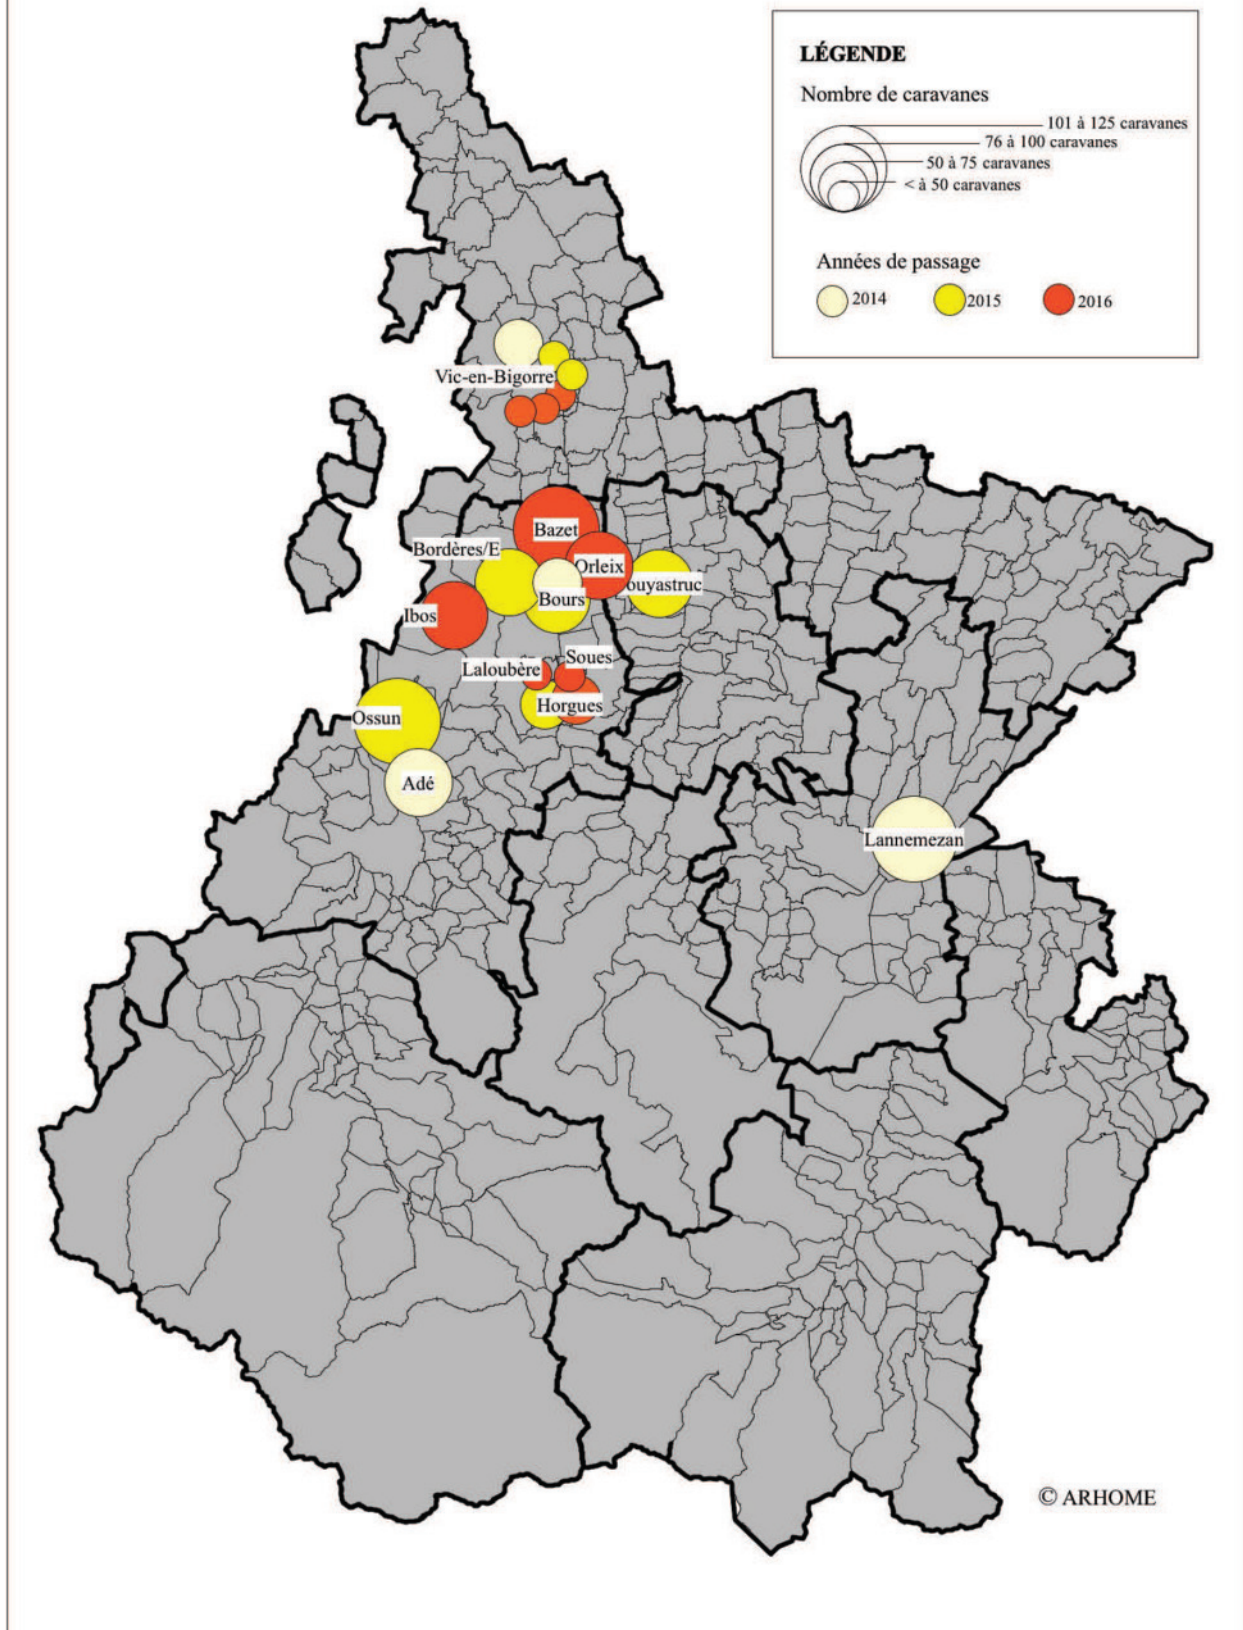 LÉGENDE
Nombre de caravanes
101 à 125 caravanes
76 à 100 caravanes
50 à 75 caravanes
< à 50 caravanes
Années de passage
2014 2015 2016
Vic-en-Bigorre
Bazet
Bordères/E
Orleix
ouyastruc
Bours
Ibos
Soues
Laloubère
Horgues
Ossun
Adé
Lannemezan
© ARHOME